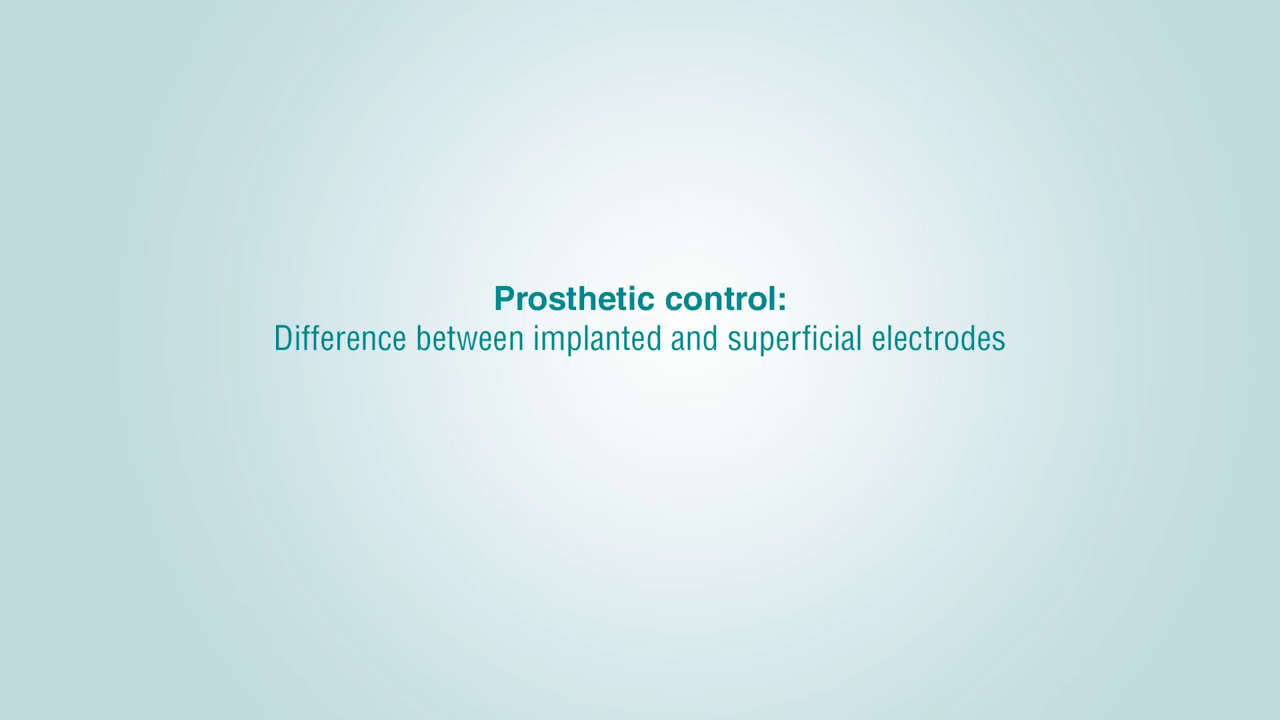 Prosthetic control:
Difference between implanted and superficial electrodes